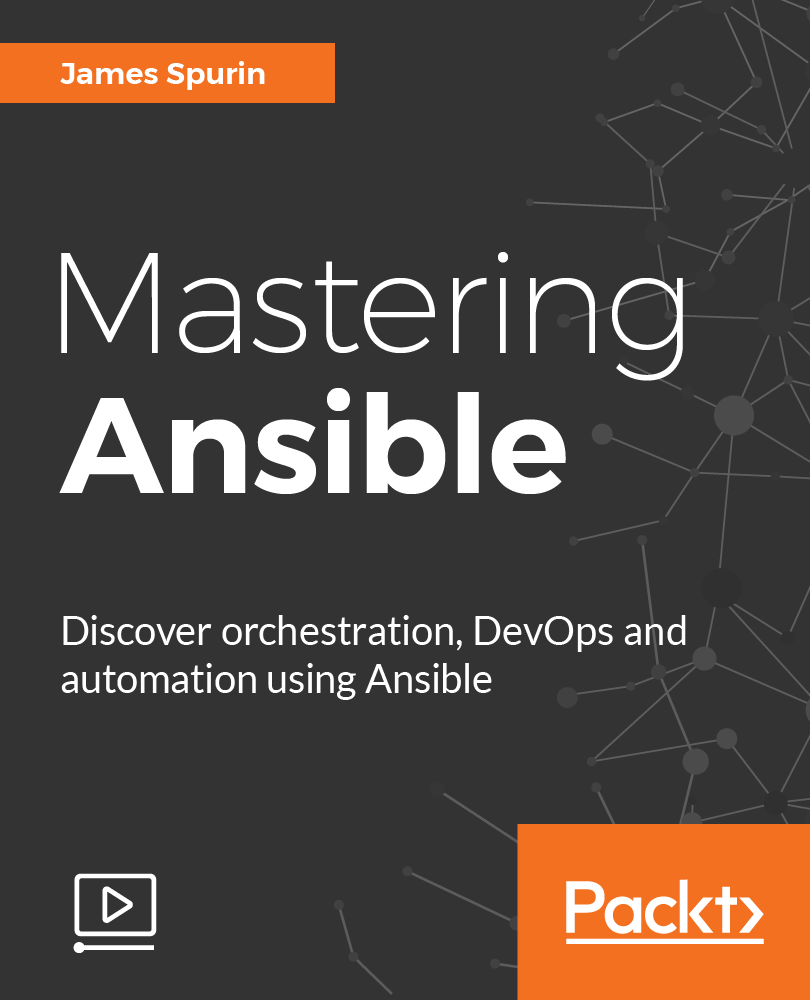 James Spurin
Mastering
Ansible
Discover orchestration, DevOps and
automation using Ansible
Packt>